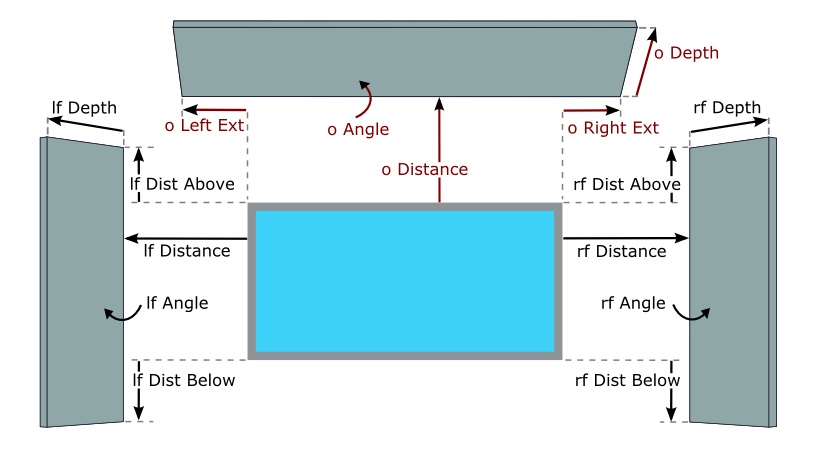 o Depth
lf Depth
rf Depth
o Left Ext
o Angle
o Right Ext
o Distance
lf Dist Above
rf Dist Above
lf Distance
rf Distance
lf Angle
rf Angle
lf Dist Below
rf Dist Below